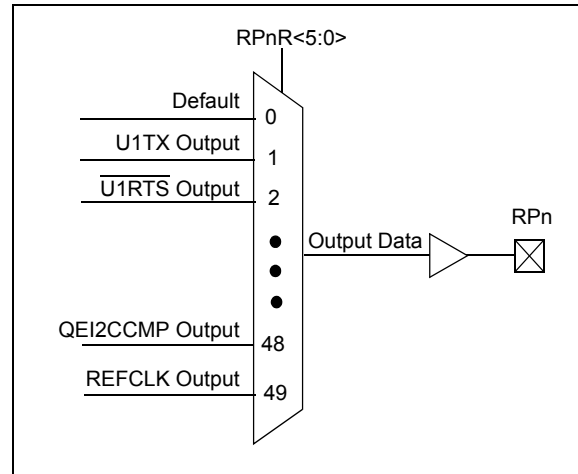 RPnR<5:0>
Default
0
U1TX Output
1
U1RTS Output
2
RPn
Output Data
QEI2CCMP Output
48
REFCLK Output
49